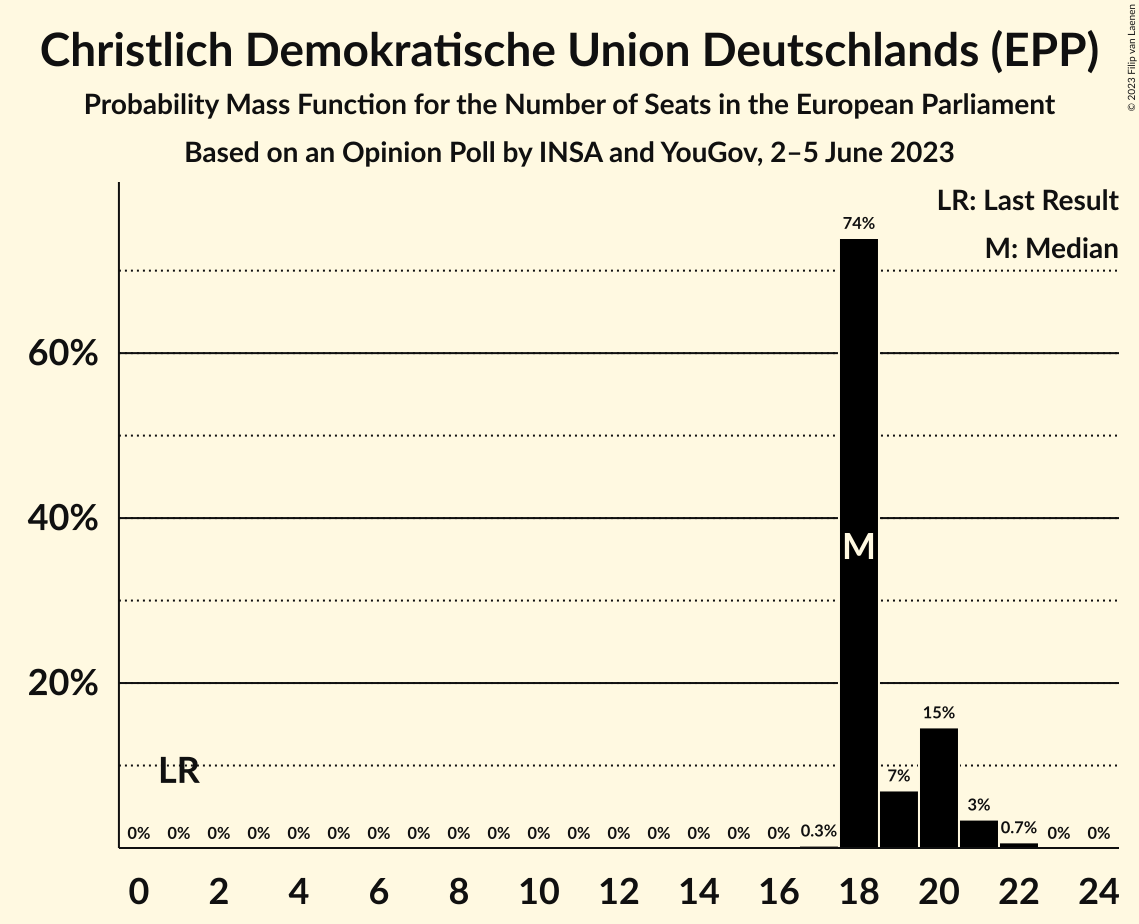 Christlich Demokratische Union Deutschlands (EPP)
Probability Mass Function for the Number of Seats in the European Parliament
Based on an Opinion Poll by INSA and YouGov, 2–5 June 2023
© 2023 Filip van Laenen
LR: Last Result
M: Median
60%
40%
20%
74%
M
LR
0% 0% 0% 0% 0% 0% 0% 0% 0% 0% 0% 0% 0% 0% 0% 0% 0% 0.3% 7% 15% 3% 0.7% 0% 0%
0 2 4 6 8 10 12 14 16 18 20 22 24